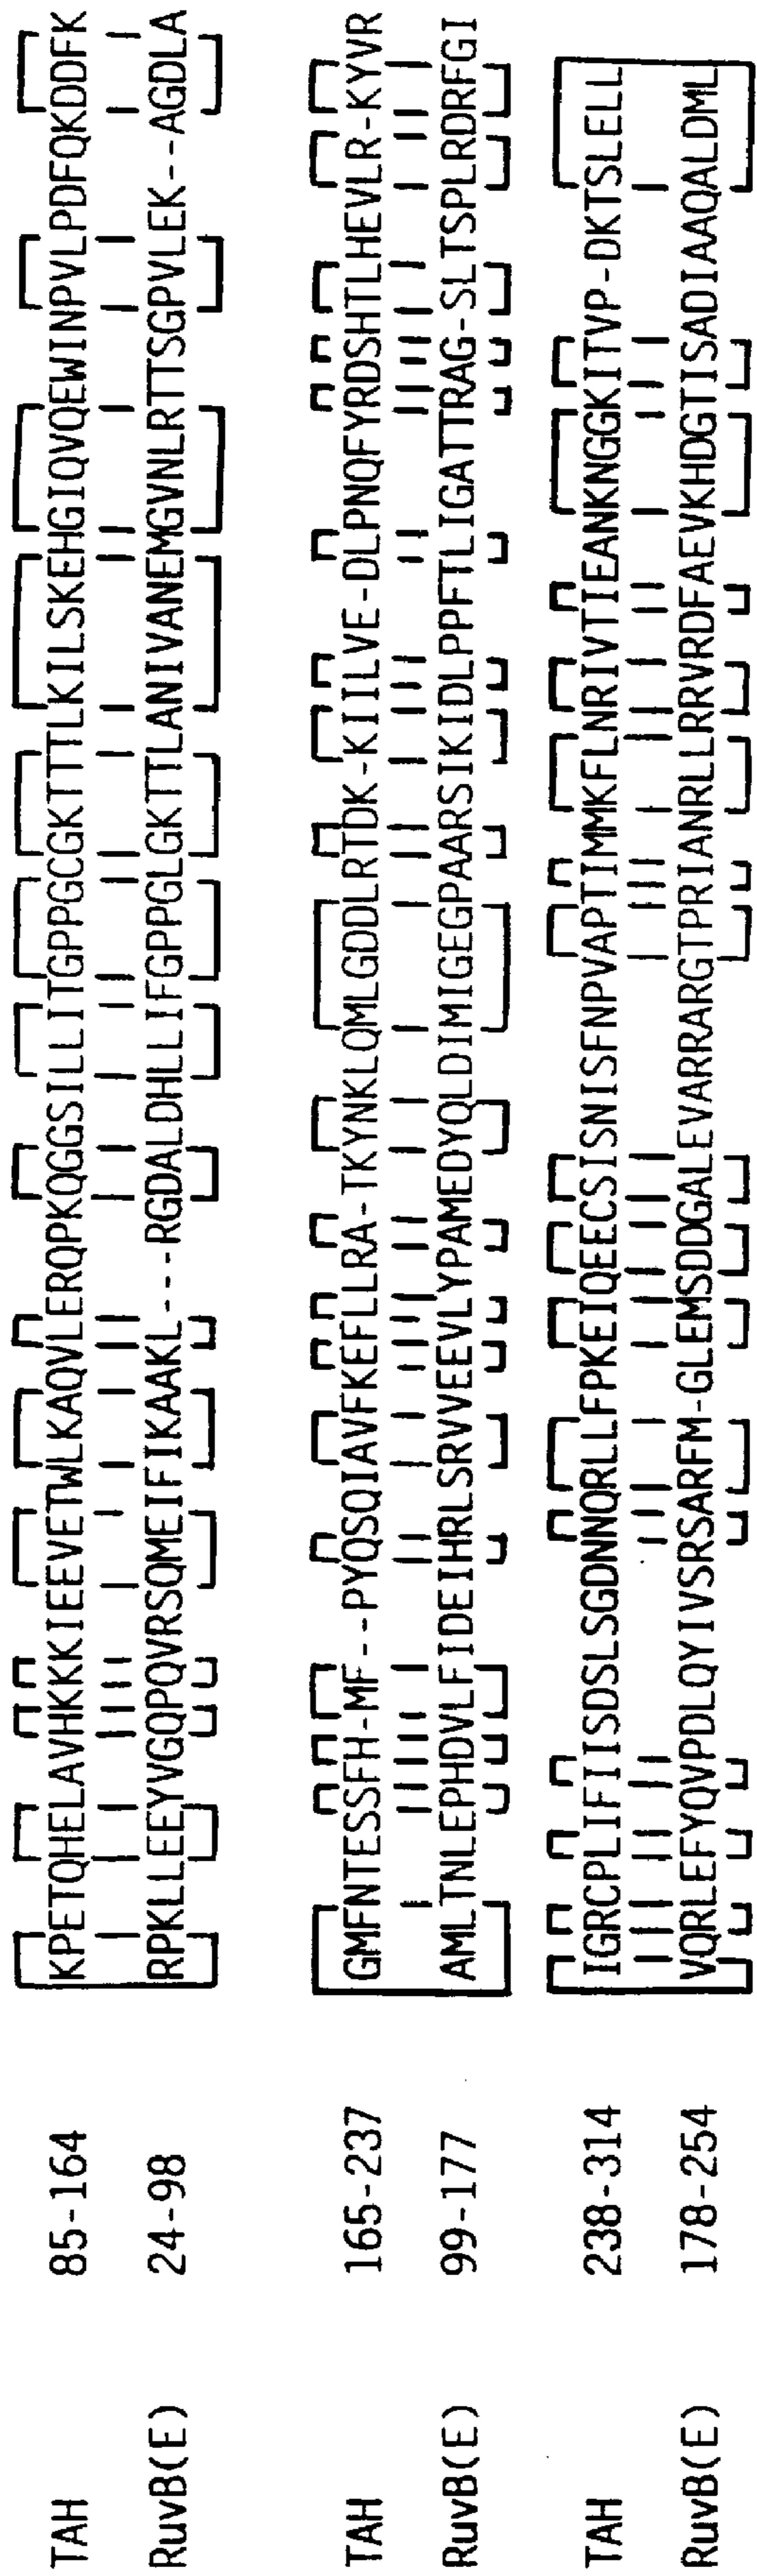 TAH 85-164 KPETQHELAVHKKKIEEVETWLKAQVLERQPKQGGSILLITGPPGCGKTTTLKILSKEHGIQVQEWINPVLPDFQKDDFK
RuvB(E) 24-98 RPKLLEEYVGQPQVRSQMEIFIKAAKL---RGDALDHLLIFGPPGLGKTTLANIVANEMGVNLRTTSGPVLEK--AGDLA
TAH 165-237 GMFNTESSFH-MF--PYQSQIAVFKEFLLRA-TKYNKLQMLGDDLRTDK-KIILVE-DLPNQFYRDSHTLHEVLR-KYVR
RuvB(E) 99-177 AMLTNLEPHDVLFIDEIHRLSRVVEEVLYPAMEDYQLDIMIGEGPAARSIKIDLPPFTLIGATTRAG-SLTSPLRDRFGI
TAH 238-314 IGRCPLIFIISDSLSGDNNQRLLFPKEIQEECSISNISFNPVAPTIMMKFLNRIVTIEANKNGGKITVP-DKTSLELL
RuvB(E) 178-254 VQRLEFYQVPDLQYIVSRSARFM-GLEMSDDGALEVARRARGTPRIANRLLRRVRDFAEVKHDGTISADIAAQALDML